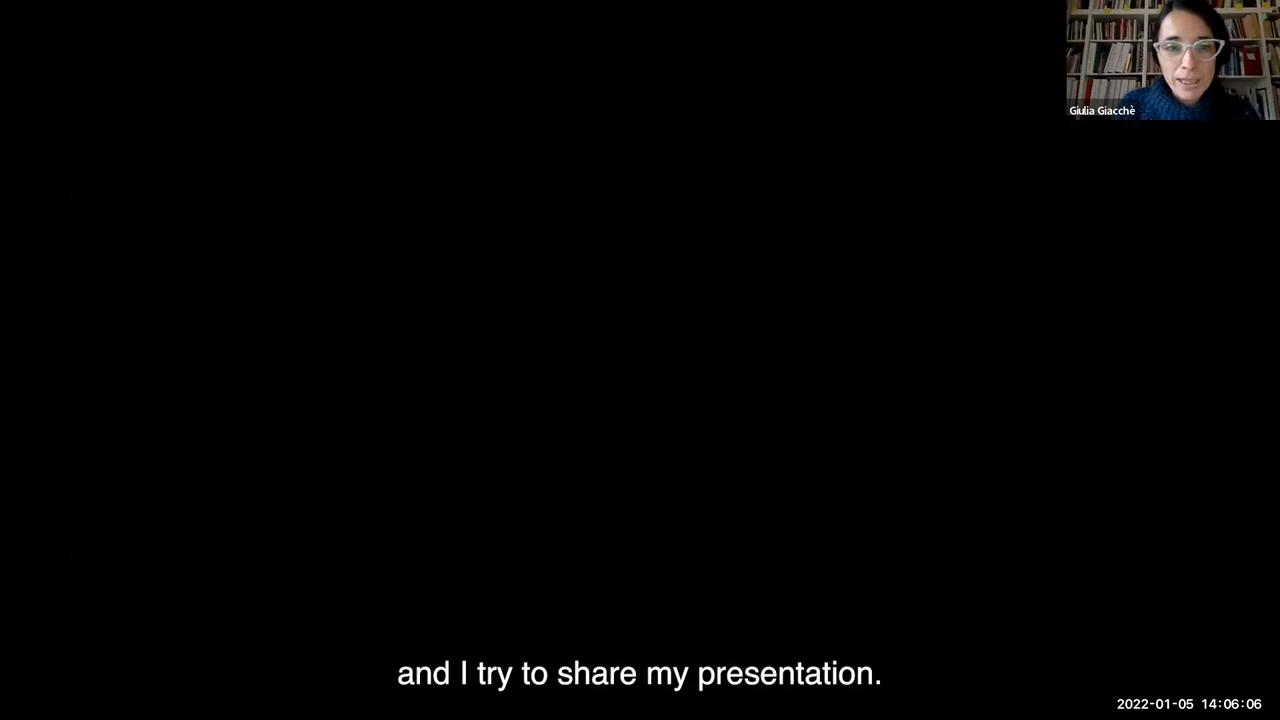 Giulia Giacchè
and I try to share my presentation.
2022-01-05 14:06:06